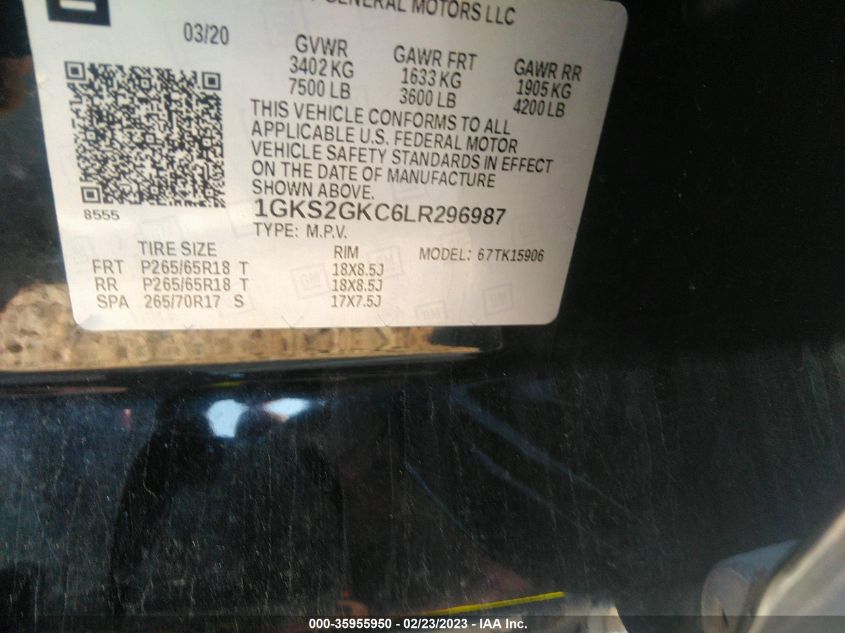 GENERAL MOTORS LLC
03/20
GVWR
3402 KG
7500 LB
GAWR FRT
1633 KG
3600 LB
GAWR RR
1905 KG
4200 LB
THIS VEHICLE CONFORMS TO ALL
APPLICABLE U.S. FEDERAL MOTOR
VEHICLE SAFETY STANDARDS IN EFFECT
ON THE DATE OF MANUFACTURE
SHOWN ABOVE.
8555
1GKS2GKC6LR296987
TYPE: M.P.V.
MODEL: 67TK15906
TIRE SIZE RIM
FRT P265/65R18 T 18X8.5J
RR P265/65R18 T 18X8.5J
SPA 265/70R17 S 17X7.5J
000-35955950 - 02/23/2023 - IAA Inc.